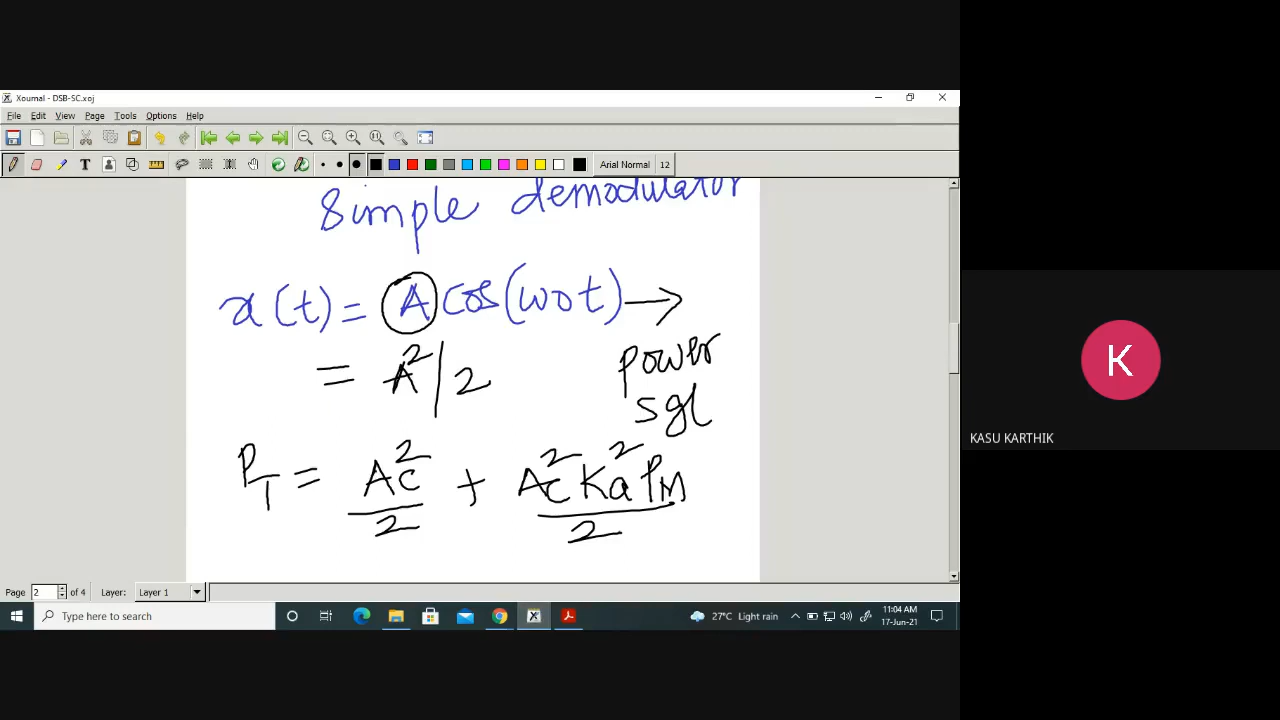 Xournal - DSB-SC.xoj
File Edit View Page Tools Options Help
Arial Normal 12
Simple demodulator
x(t) = A Cos(w0t) →
= A²/2
power
sgl
PT = Ac²/2 + Ac²Ka²PM/2
K
KASU KARTHIK
Page 2 of 4 Layer: Layer 1
Type here to search
27°C Light rain
11:04 AM
17-Jun-21